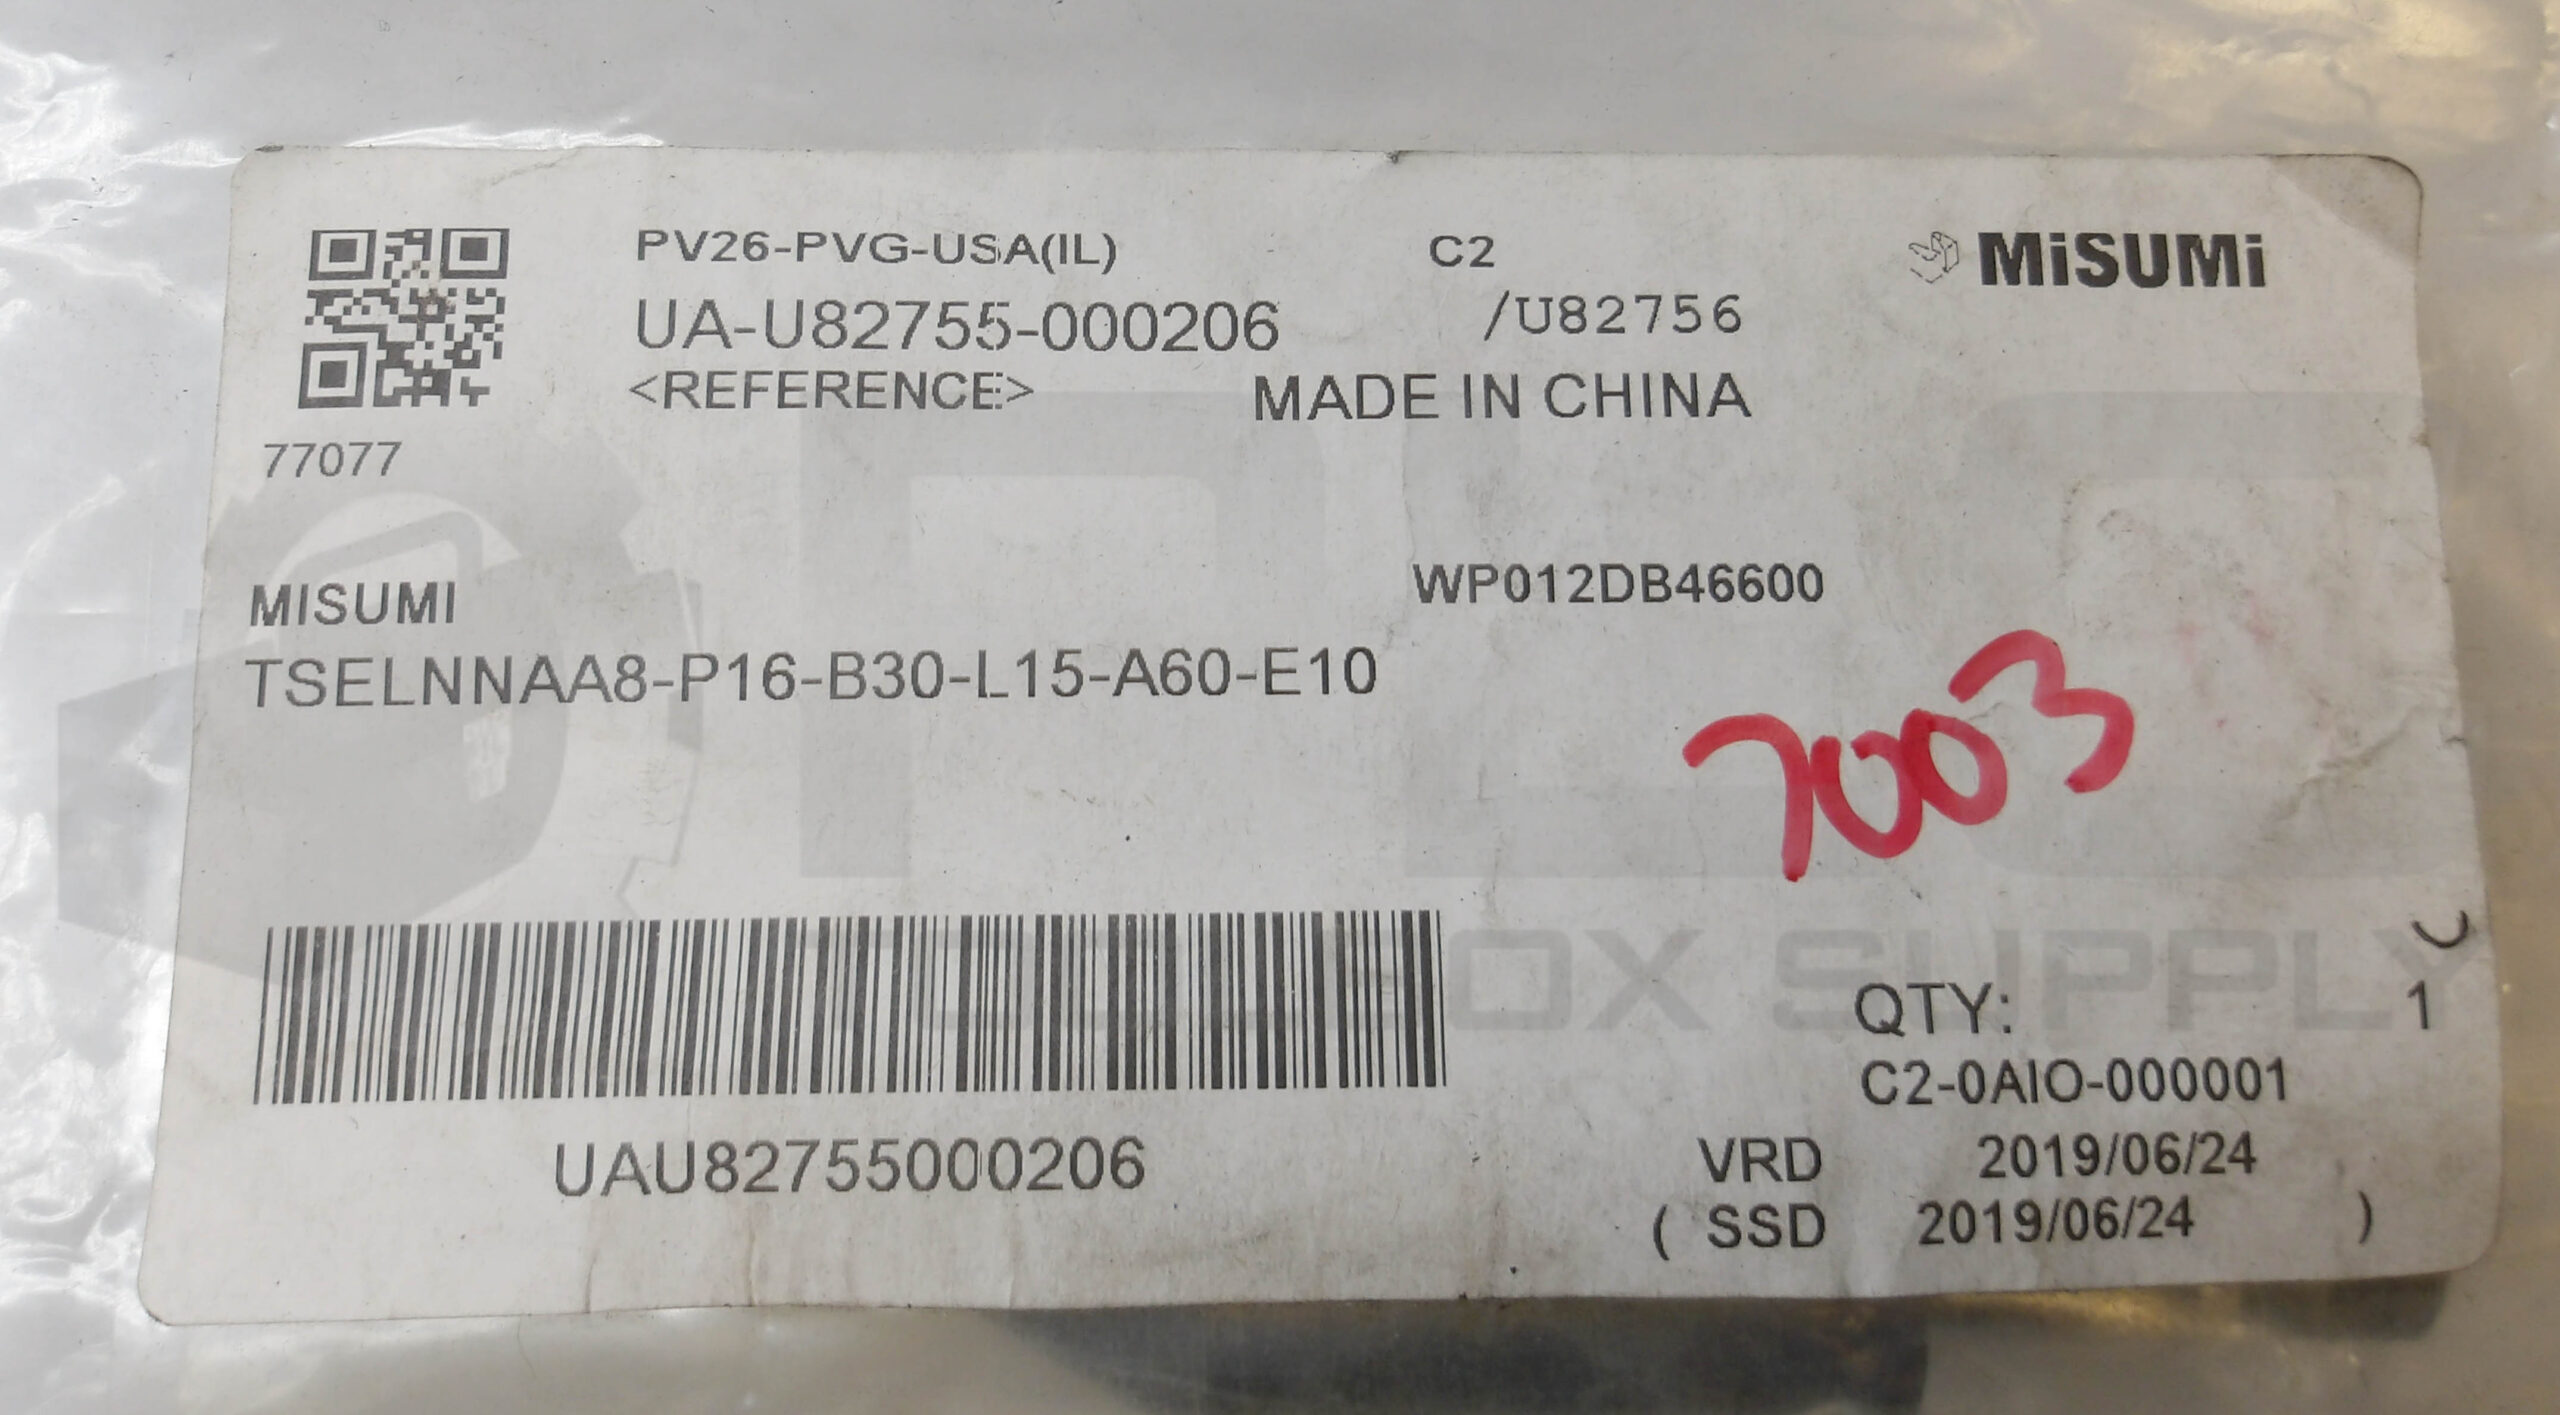 PV26-PVG-USA(IL) C2 MiSUMi
UA-U82755-000206 /U82756
<REFERENCE> MADE IN CHINA
77077
MISUMI WP012DB46600
TSELNNAA8-P16-B30-L15-A60-E10
7003
OX SUPPLY
QTY: 1
C2-0AIO-000001
UAU82755000206
VRD 2019/06/24
( SSD 2019/06/24 )